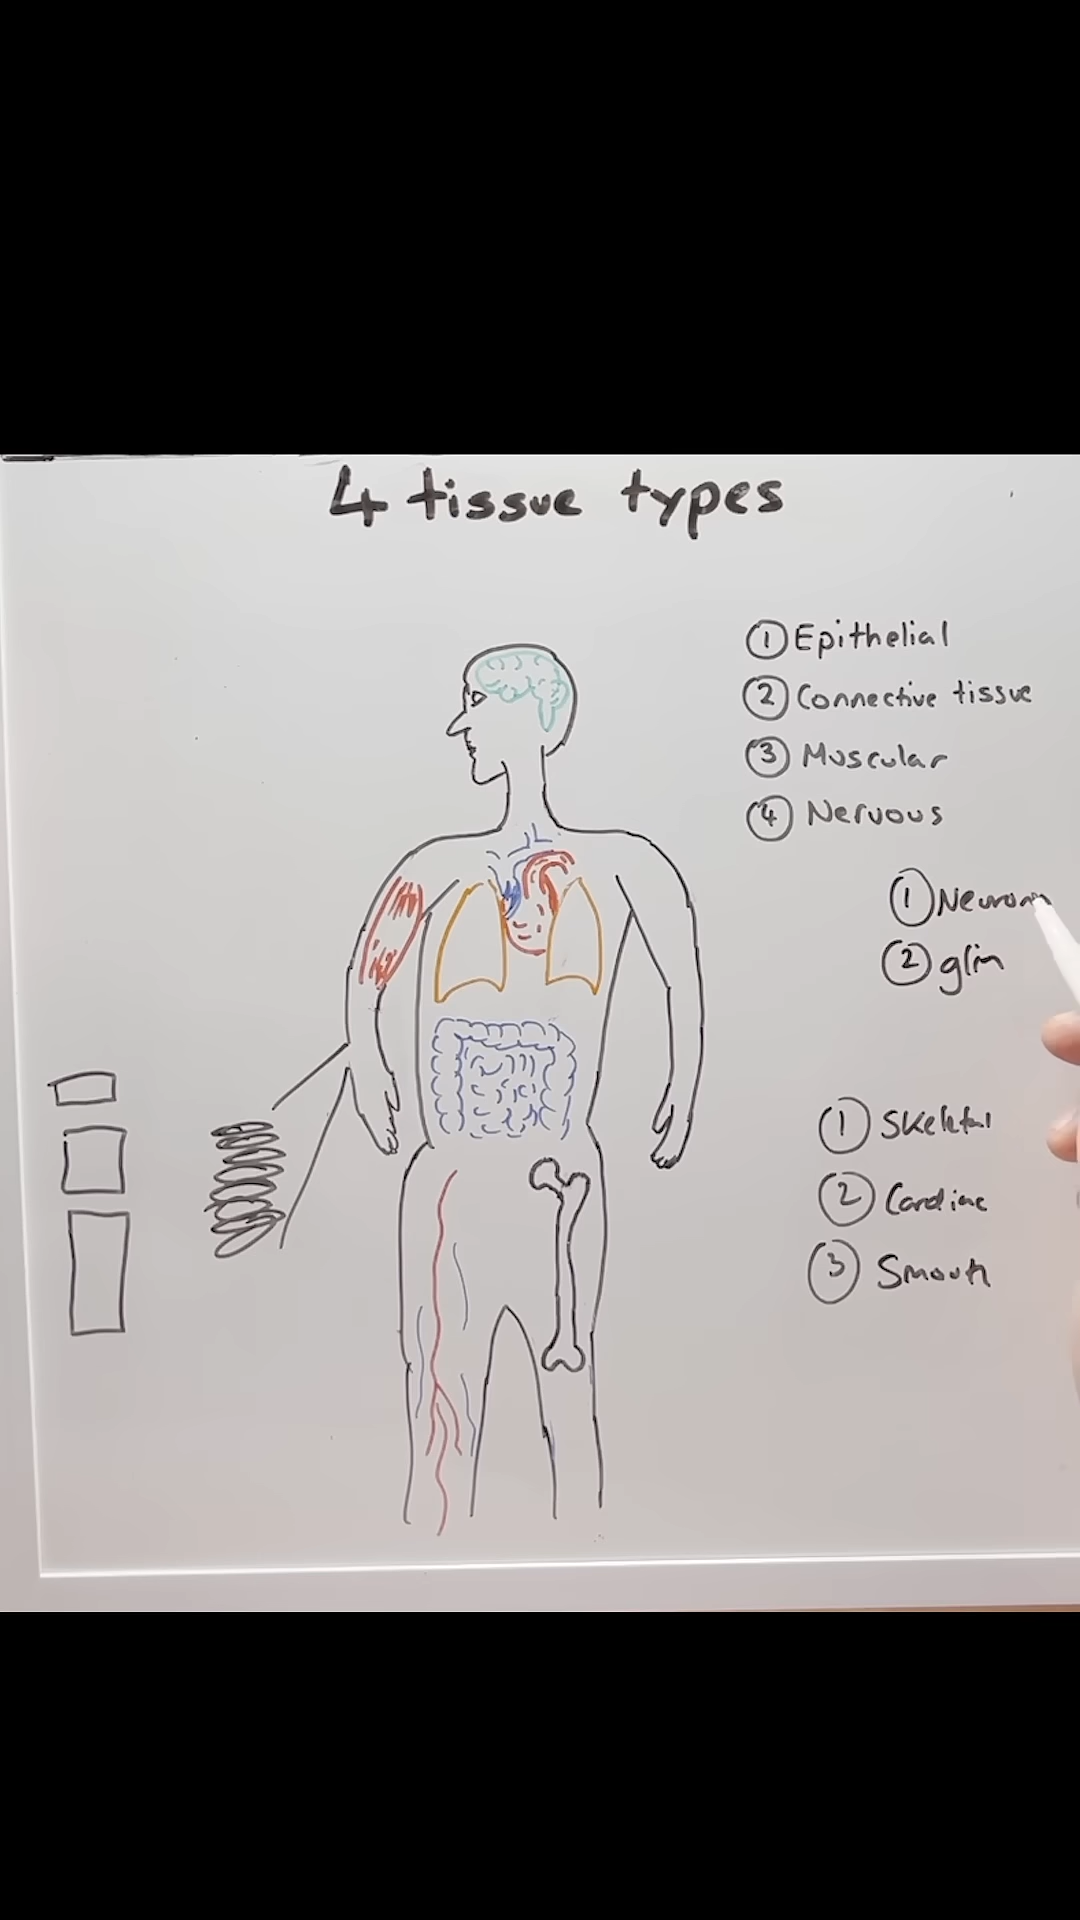 4 tissue types
① Epithelial
② Connective tissue
③ Muscular
④ Nervous
① Neuron
② glia
① Skeletal
② Cardiac
③ Smooth